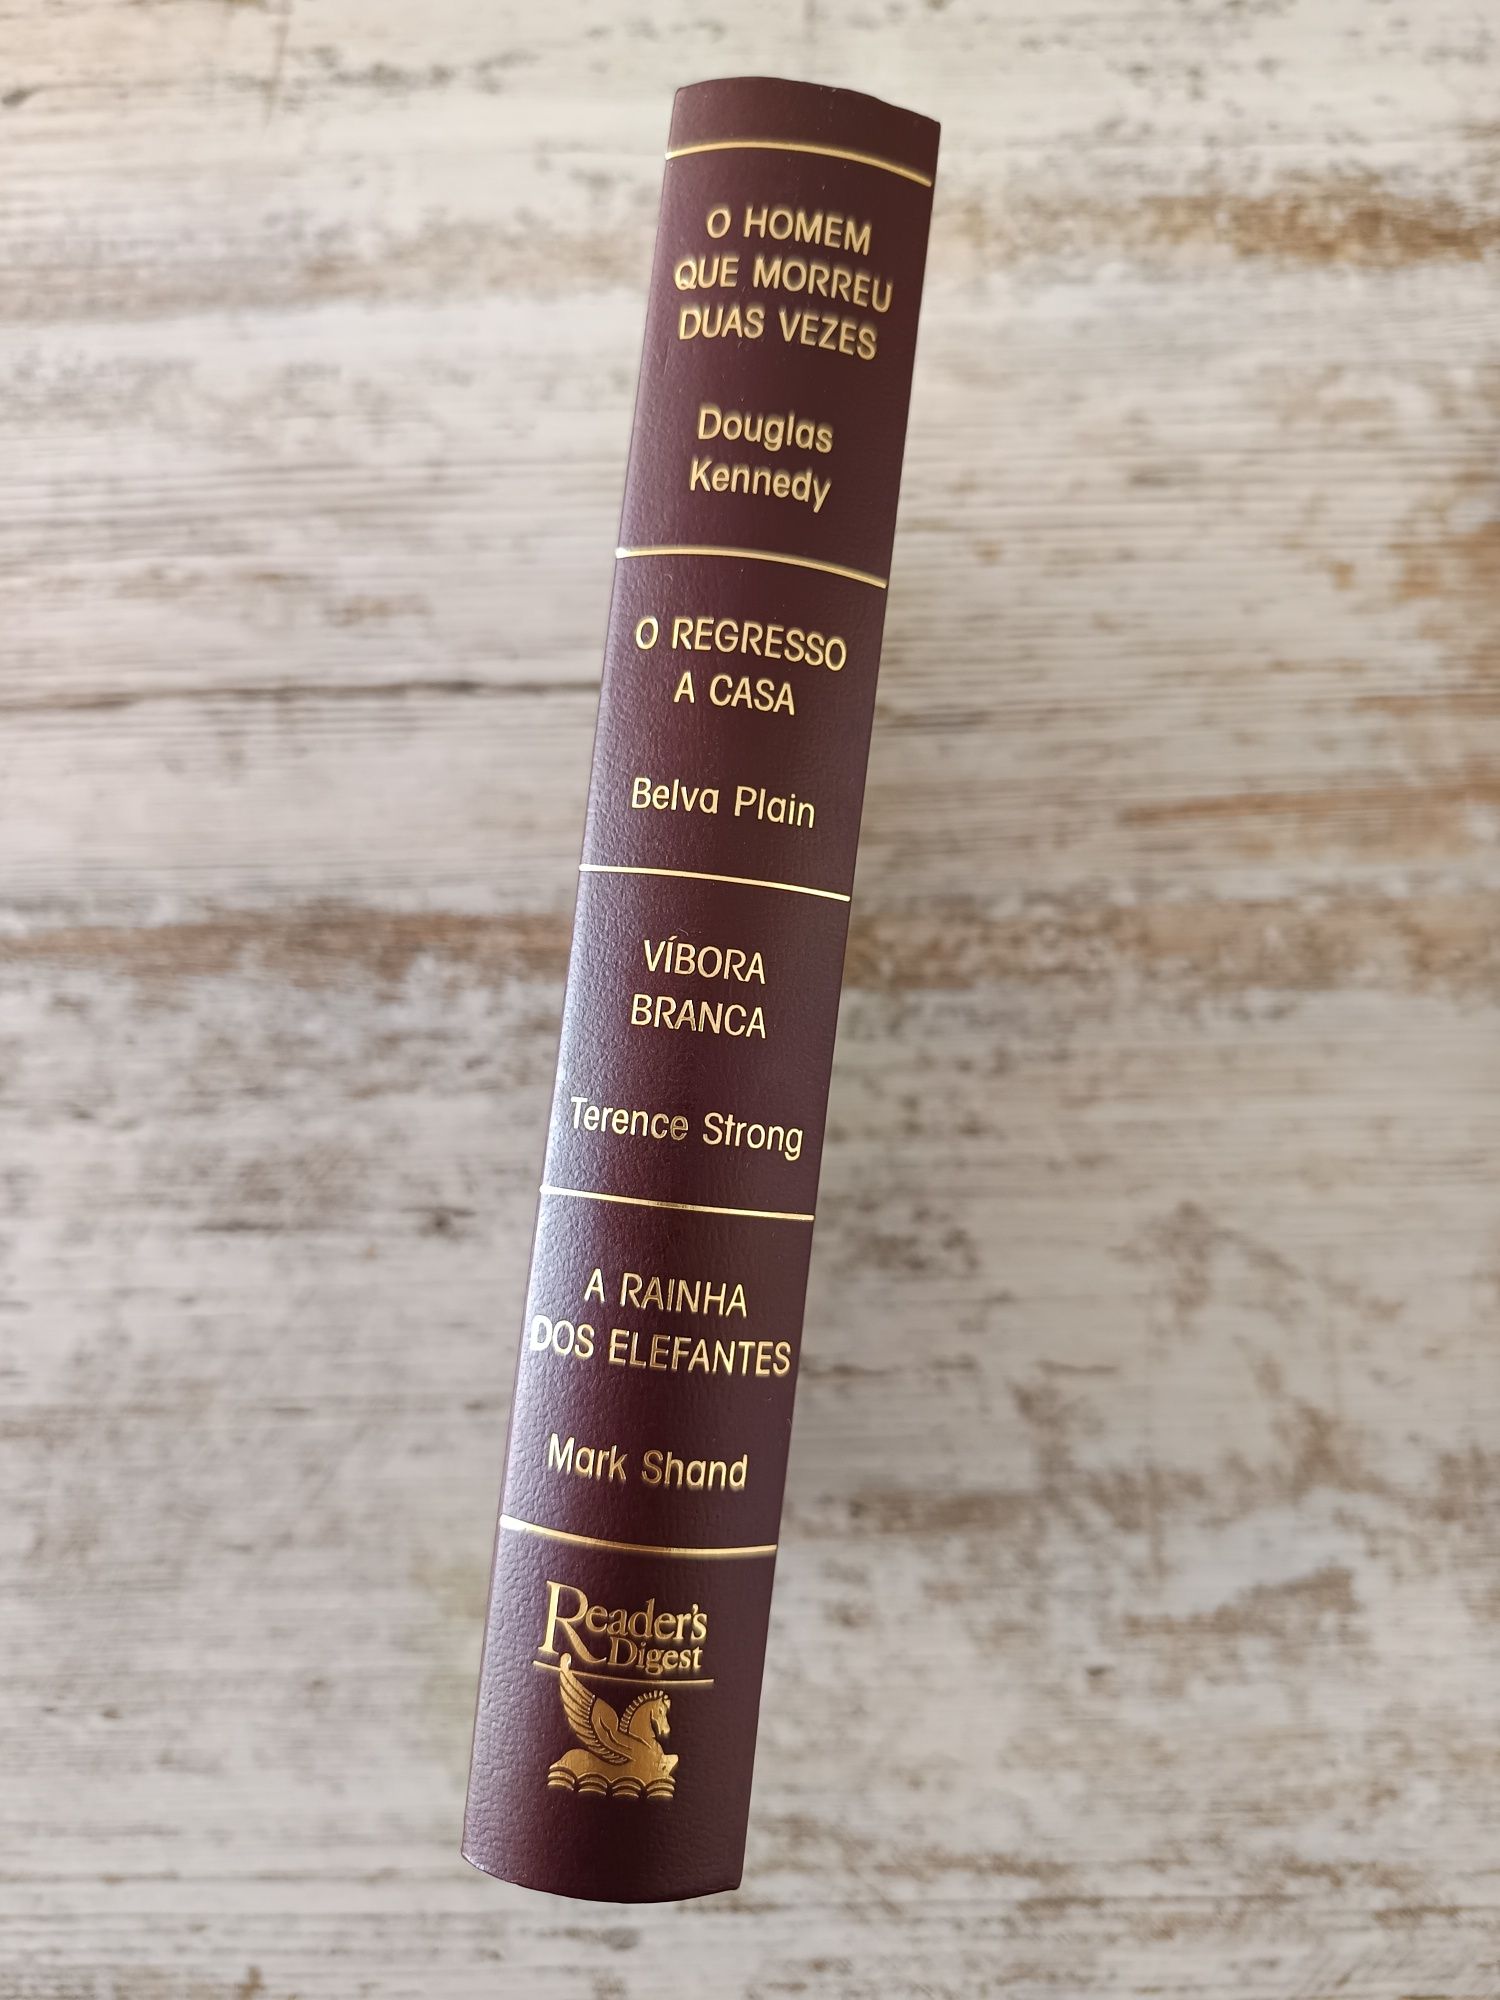 O HOMEM
QUE MORREU
DUAS VEZES
Douglas
Kennedy
O REGRESSO
A CASA
Belva Plain
VÍBORA
BRANCA
Terence Strong
A RAINHA
DOS ELEFANTES
Mark Shand
Reader's
Digest